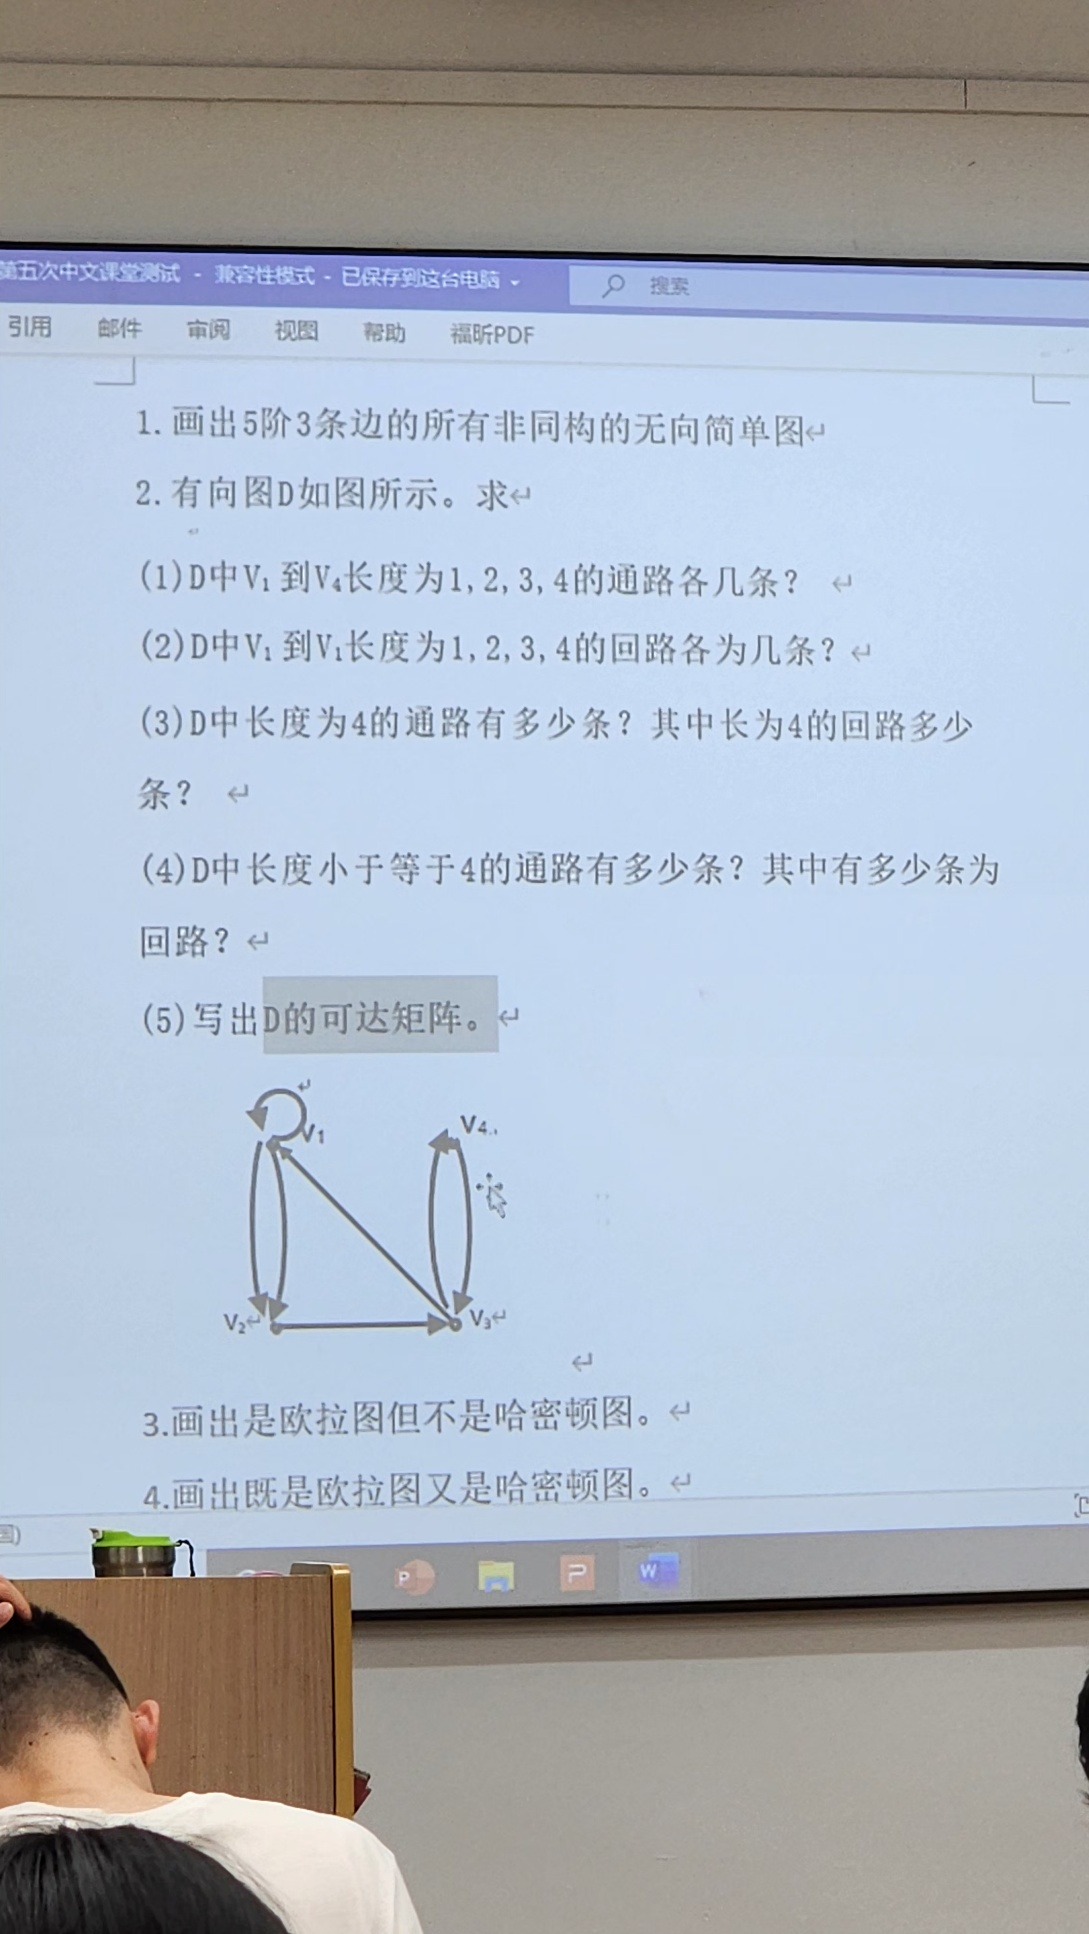 第五次中文课堂测试 - 兼容性模式 - 已保存到这台电脑
搜索
引用 邮件 审阅 视图 帮助 福昕PDF
1.画出5阶3条边的所有非同构的无向简单图
2.有向图D如图所示。求
(1)D中V₁到V₄长度为1,2,3,4的通路各几条?
(2)D中V₁到V₁长度为1,2,3,4的回路各为几条?
(3)D中长度为4的通路有多少条?其中长为4的回路多少
条?
(4)D中长度小于等于4的通路有多少条?其中有多少条为
回路?
(5)写出D的可达矩阵。
V1
V4
V₂
V₃
3.画出是欧拉图但不是哈密顿图。
4.画出既是欧拉图又是哈密顿图。
P
P
W